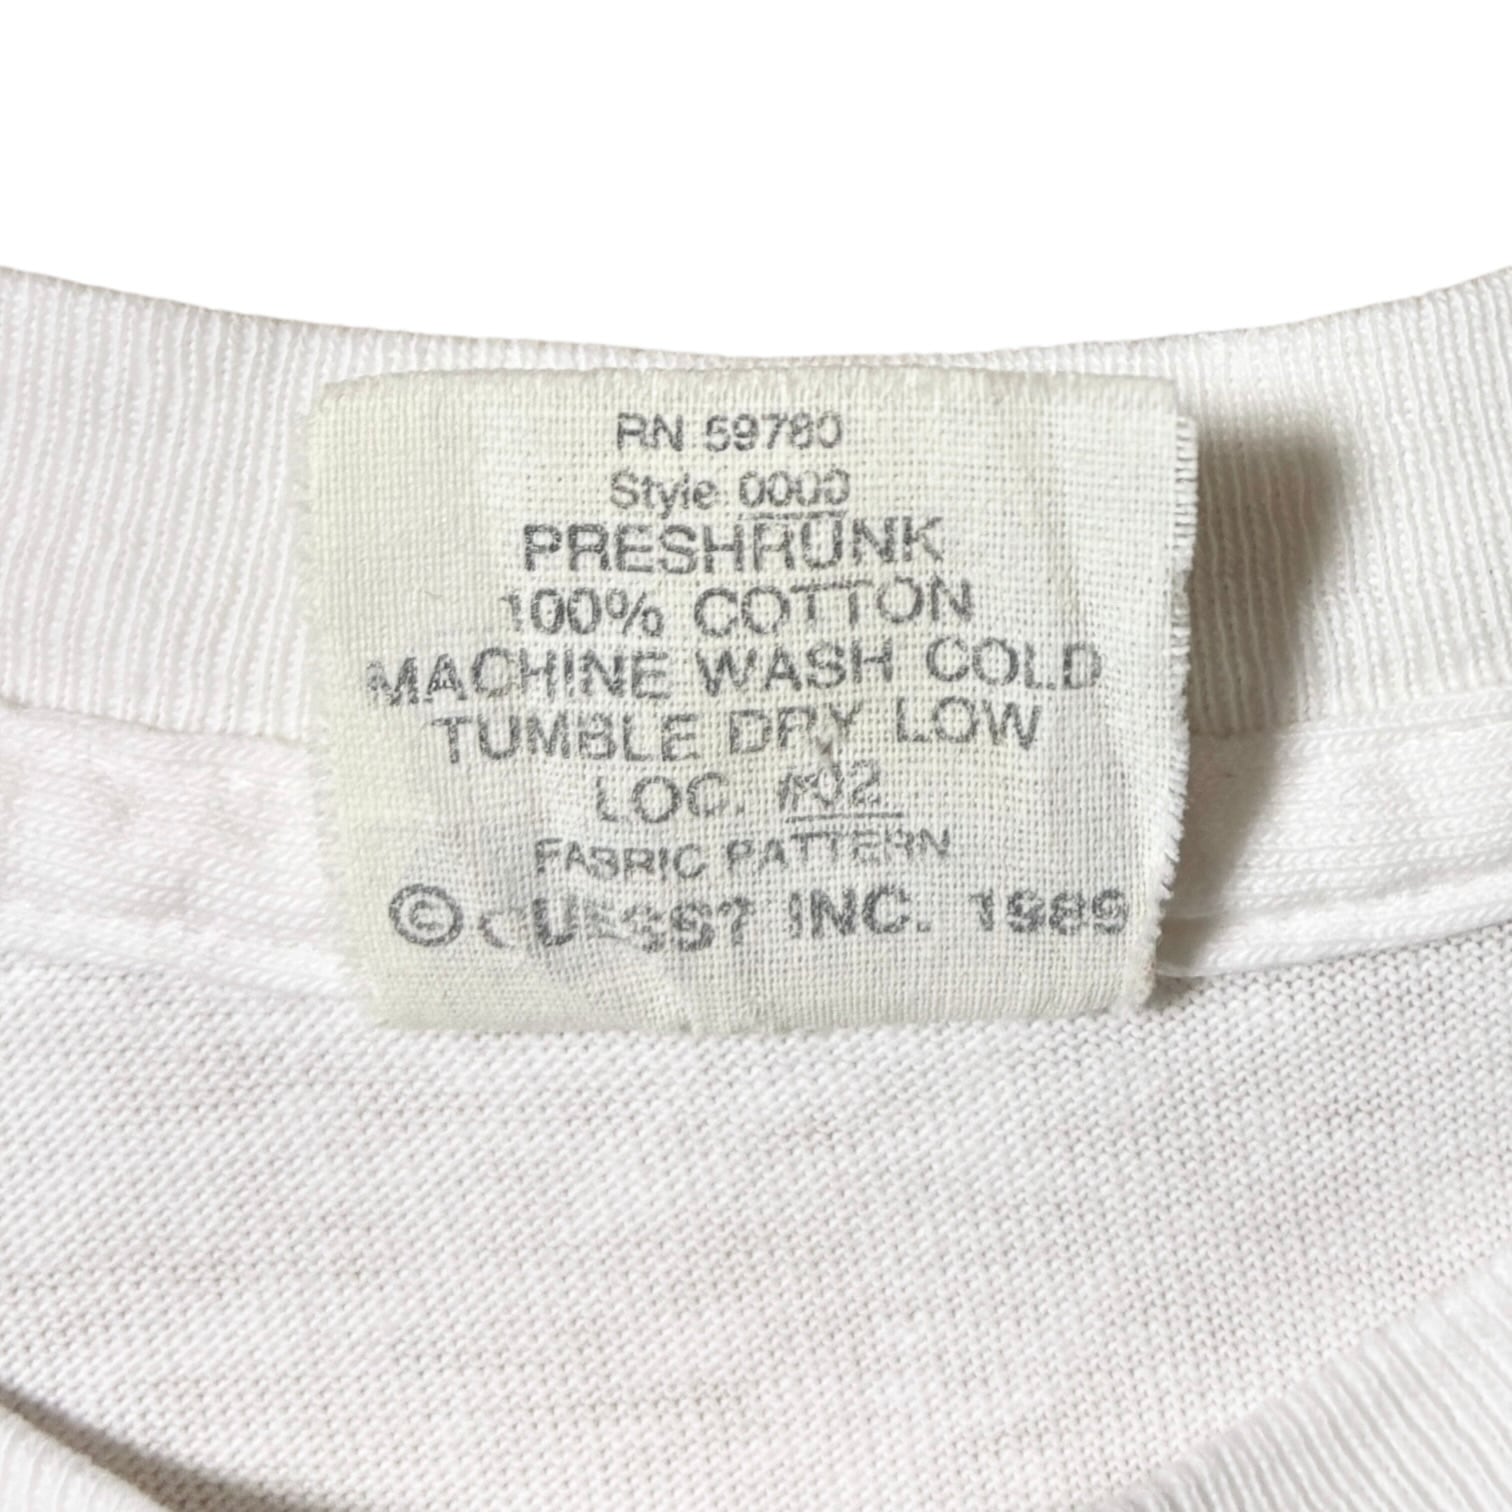 RN 59780
Style 0000
PRESHRUNK
100% COTTON
MACHINE WASH COLD
TUMBLE DRY LOW
LOC. #02
FABRIC PATTERN
© GUESS? INC. 1989